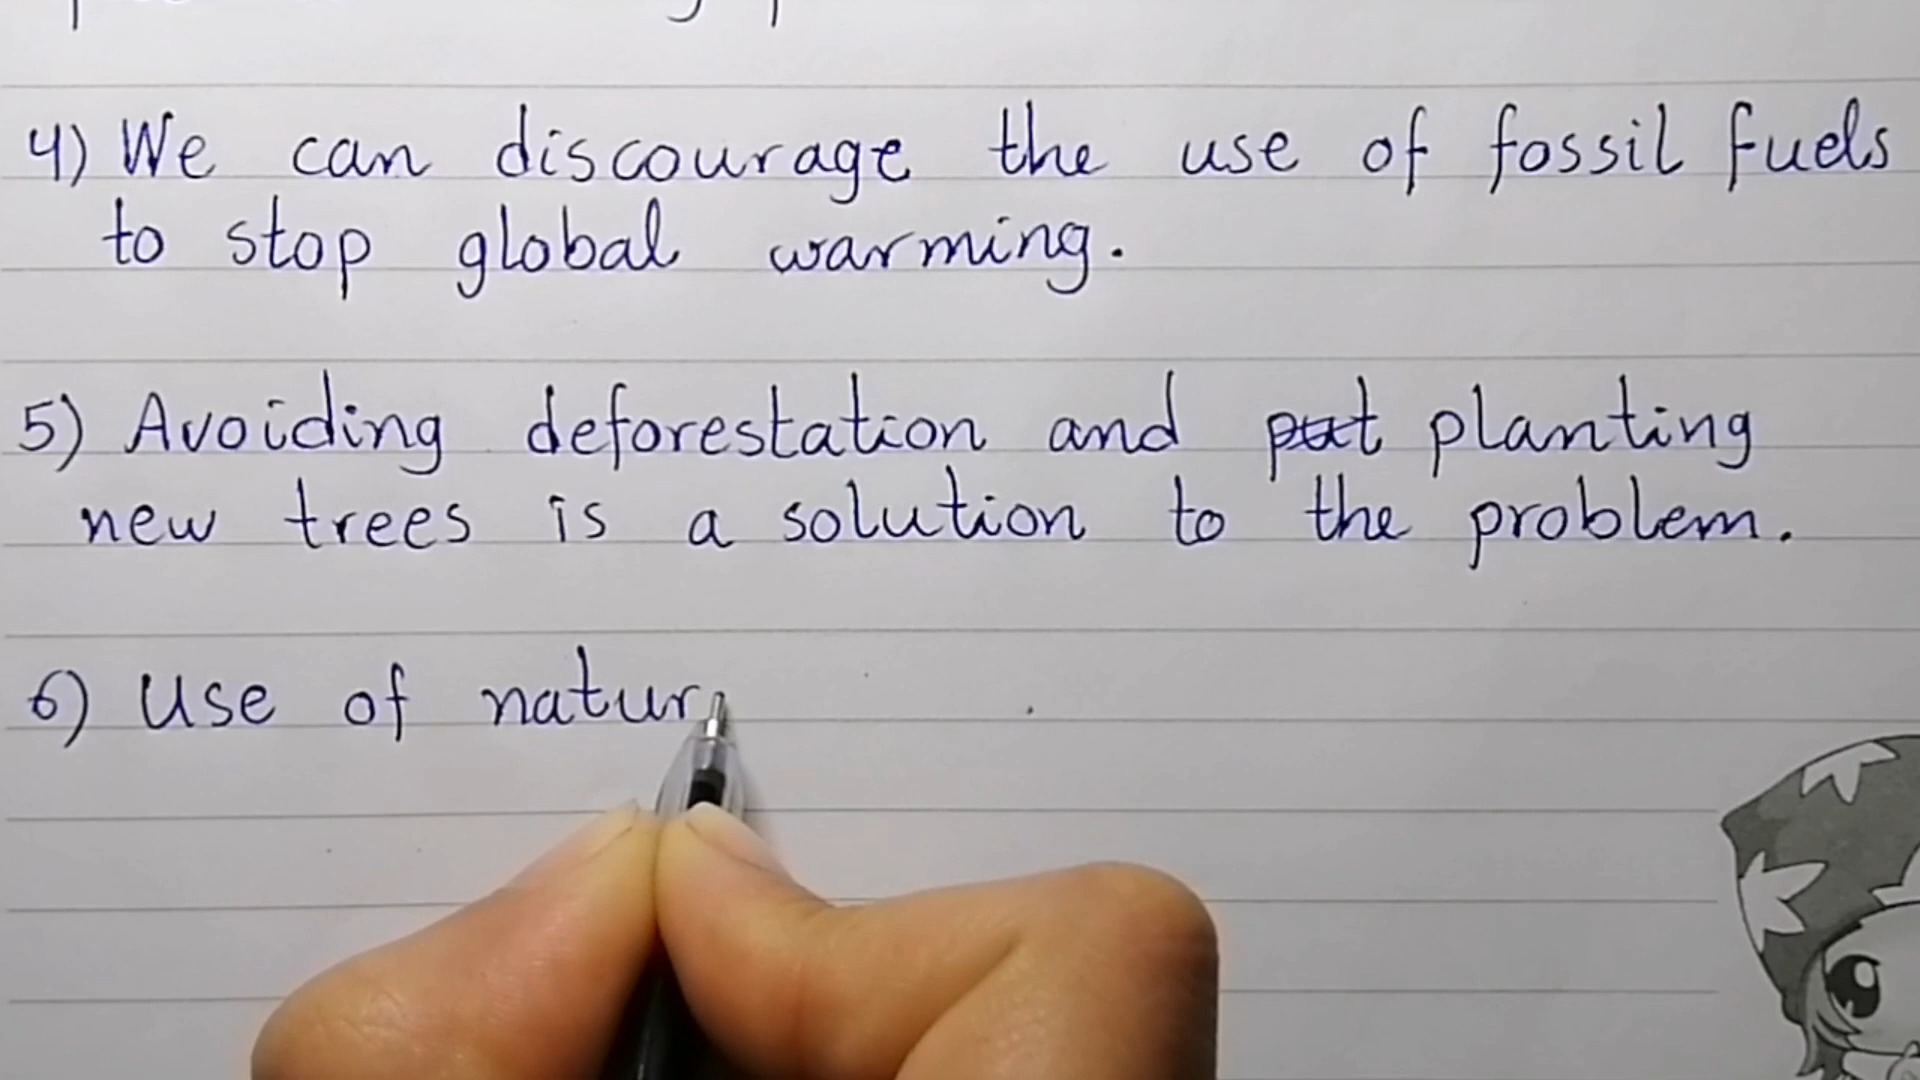 4) We can discourage the use of fossil fuels
to stop global warming.
5) Avoiding deforestation and put planting
new trees is a solution to the problem.
6) Use of natur